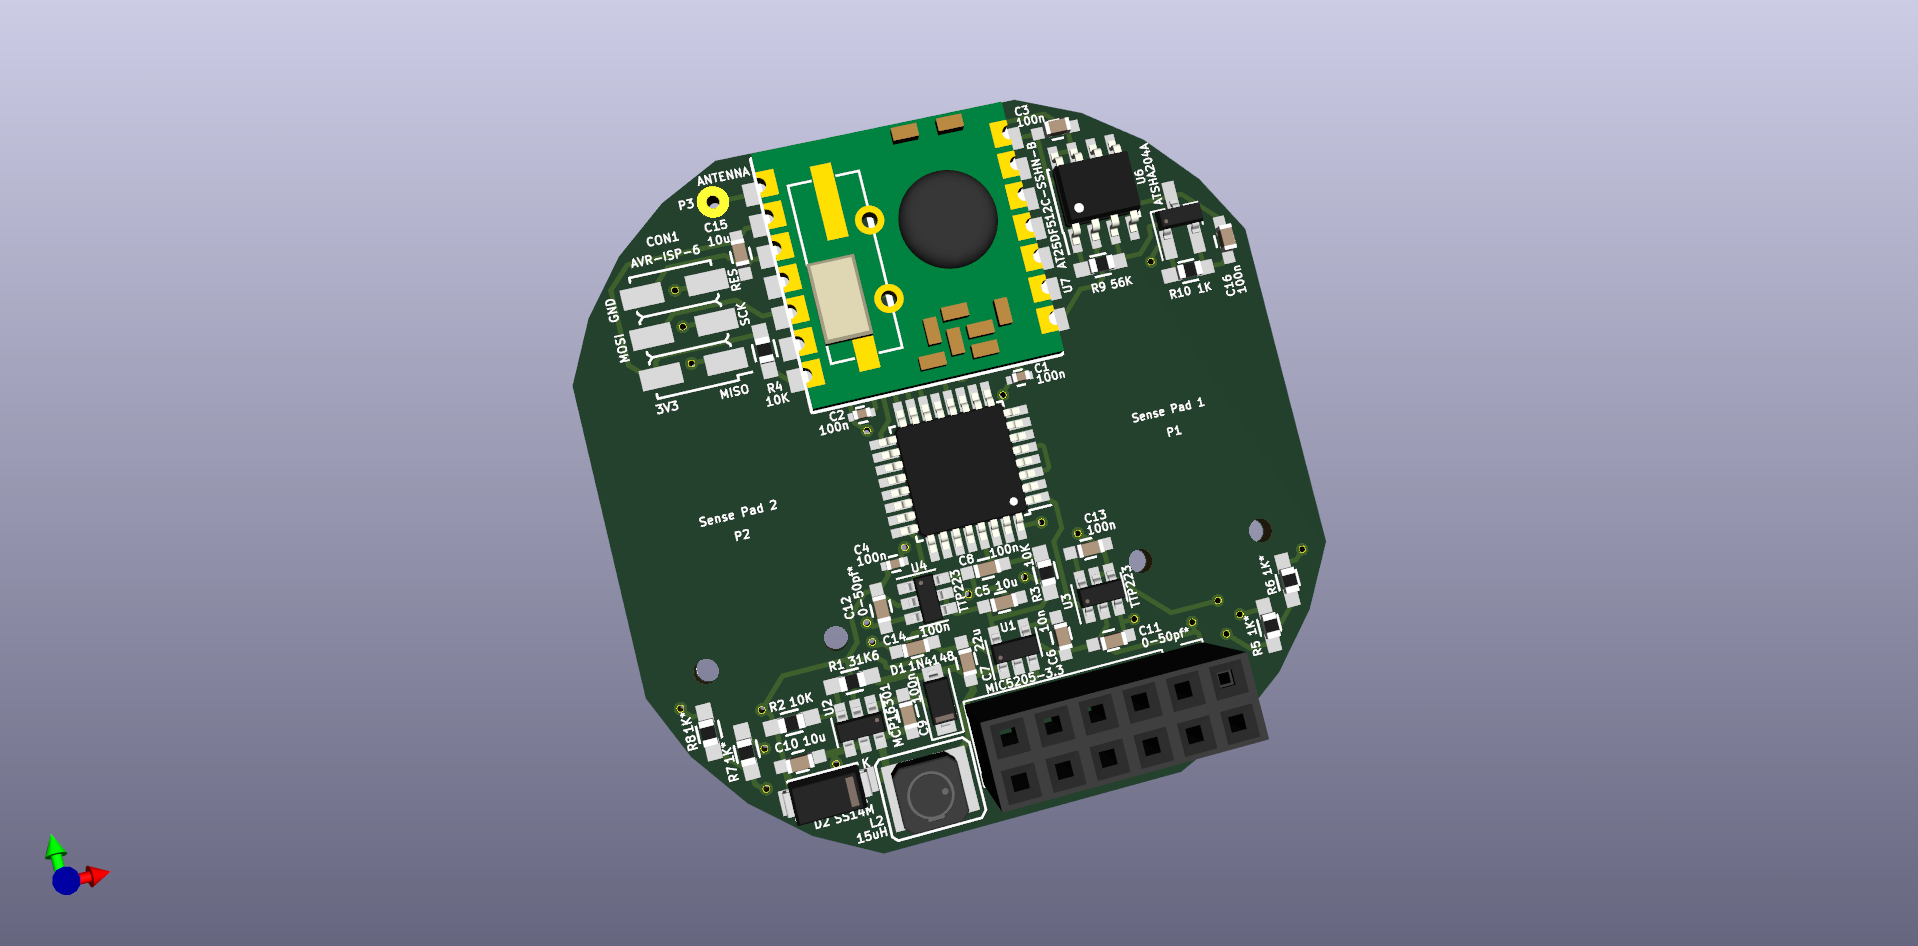 C3
100n
ANTENNA
P3
C15
10u
CON1
AVR-ISP-6
RES
GND
SCK
MOSI
MISO
3V3
R4
10K
AT25DF512C-SSHN-B
U7
U6
ATSHA204A
R9 56K
R10 1K
C16
100n
C1
100n
C2
100n
Sense Pad 1
P1
Sense Pad 2
P2
C13
100n
C4
100n
C8
100n
U4
TTP223
10K
R3
C5 10u
U3
TTP223
C12
0-50pf*
C14 100n
U1
10n
C6
C11
0-50pf*
R6 1K*
R5 1K*
R1 31K6
D1 1N4148
22u
C7
MIC5205-3.3
R2 10K
U2
MCP16301
100n
C9
R8 1K*
R7 1K*
C10 10u
K
D2 SS14M
L2
15uH